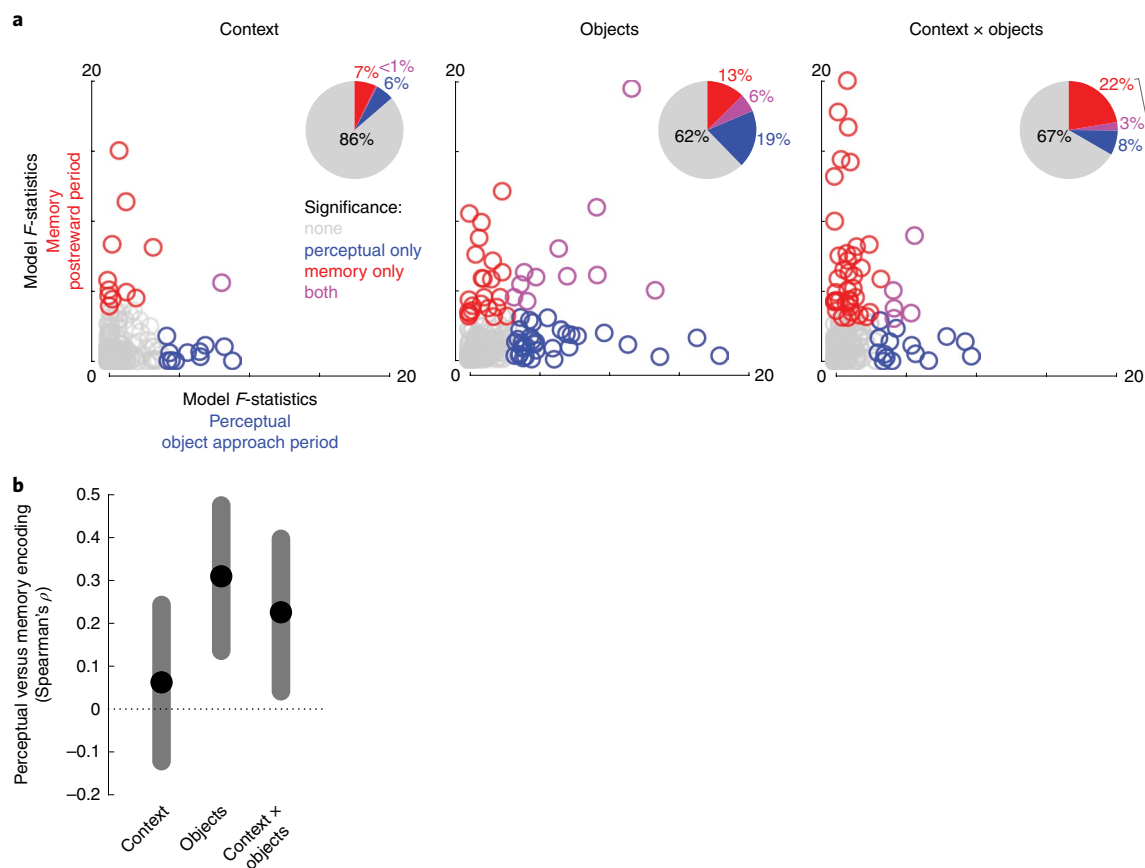 a
Context
Objects
Context × objects
20
7%
<1%
6%
86%
20
13%
6%
19%
62%
20
22%
3%
8%
67%
Model F-statistics
Memory
postreward period
Significance:
none
perceptual only
memory only
both
0
20
0
20
0
20
Model F-statistics
Perceptual
object approach period
b
Perceptual versus memory encoding
(Spearman's ρ)
0.5
0.4
0.3
0.2
0.1
0
–0.1
–0.2
Context
Objects
Context ×
objects